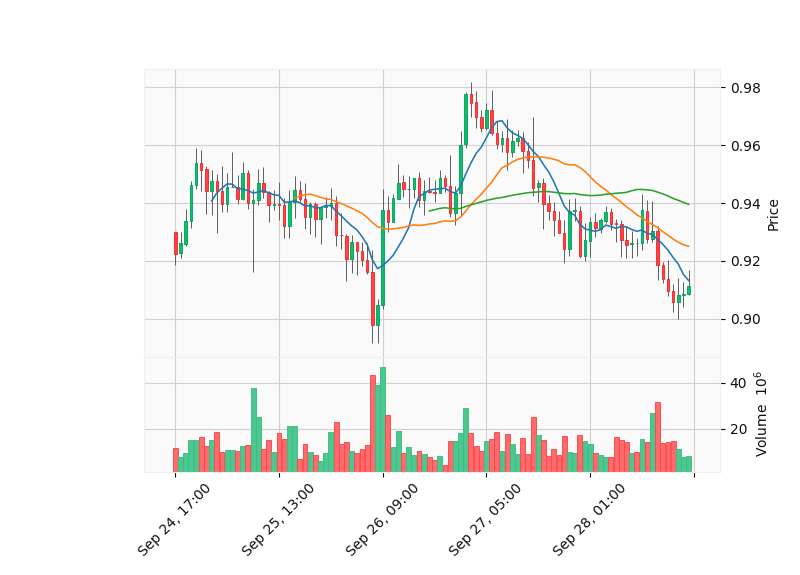 0.98
0.96
0.94
0.92
0.90
Price
40
20
Volume 10^6
Sep 24, 17:00
Sep 25, 13:00
Sep 26, 09:00
Sep 27, 05:00
Sep 28, 01:00